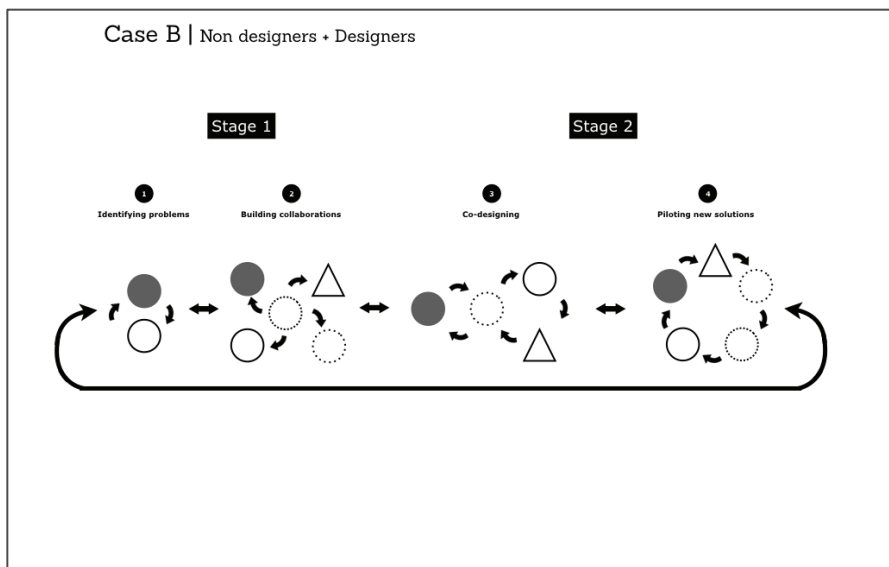 Case B | Non designers + Designers
Stage 1
Stage 2
1
2
3
4
Identifying problems
Building collaborations
Co-designing
Piloting new solutions